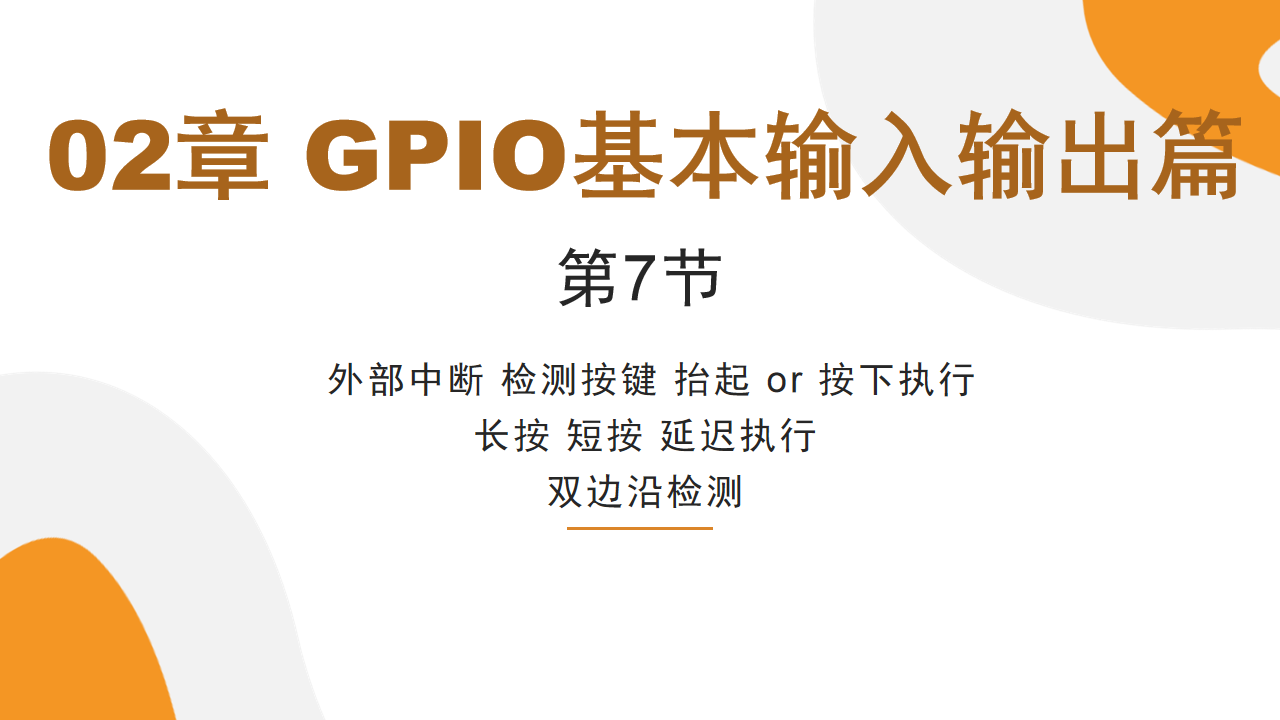 02章 GPIO基本输入输出篇
第7节
外部中断 检测按键 抬起 or 按下执行
长按 短按 延迟执行
双边沿检测